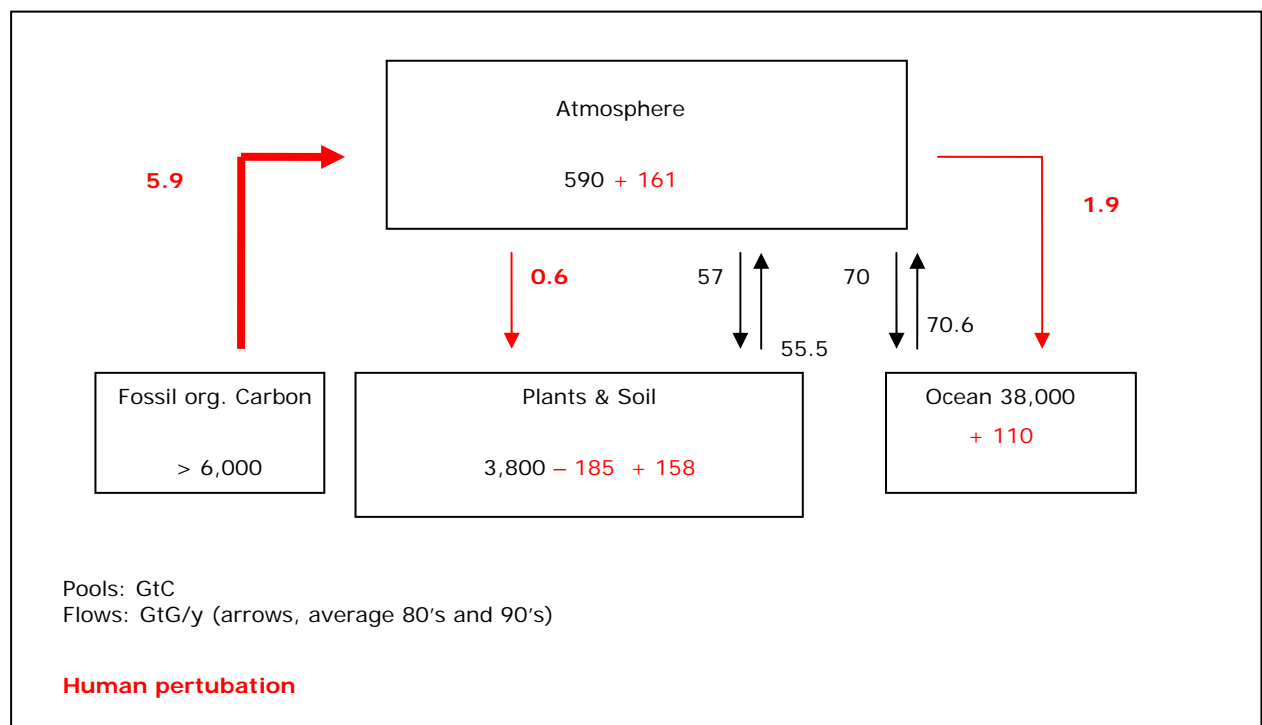 Atmosphere
590 + 161
5.9
1.9
0.6
57
70
70.6
55.5
Fossil org. Carbon
> 6,000
Plants & Soil
3,800 – 185 + 158
Ocean 38,000
+ 110
Pools: GtC
Flows: GtG/y (arrows, average 80's and 90's)
Human pertubation